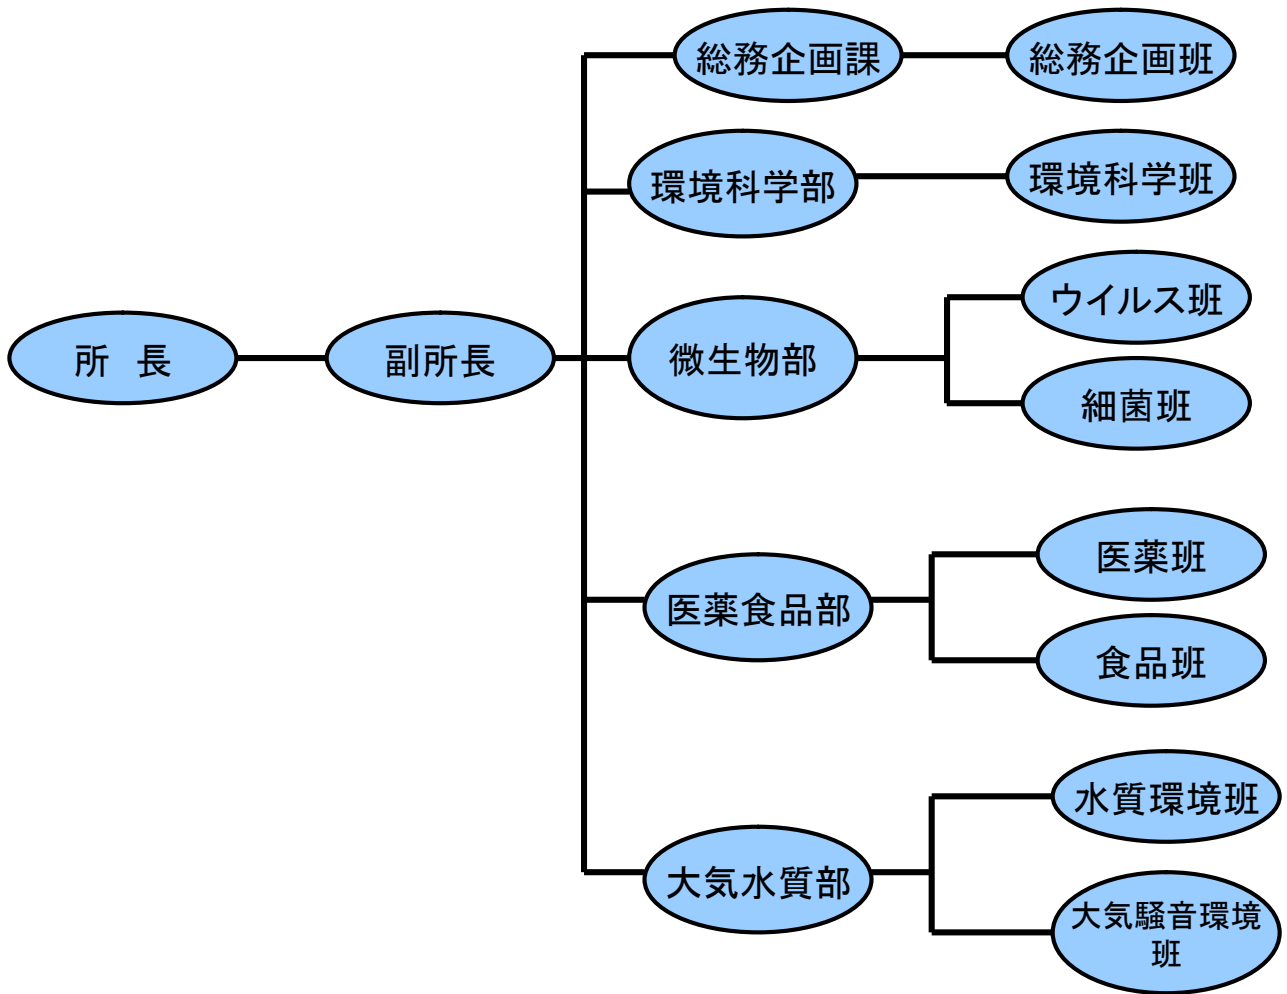 総務企画課
総務企画班
環境科学部
環境科学班
所　長
副所長
微生物部
ウイルス班
細菌班
医薬食品部
医薬班
食品班
大気水質部
水質環境班
大気騒音環境
班